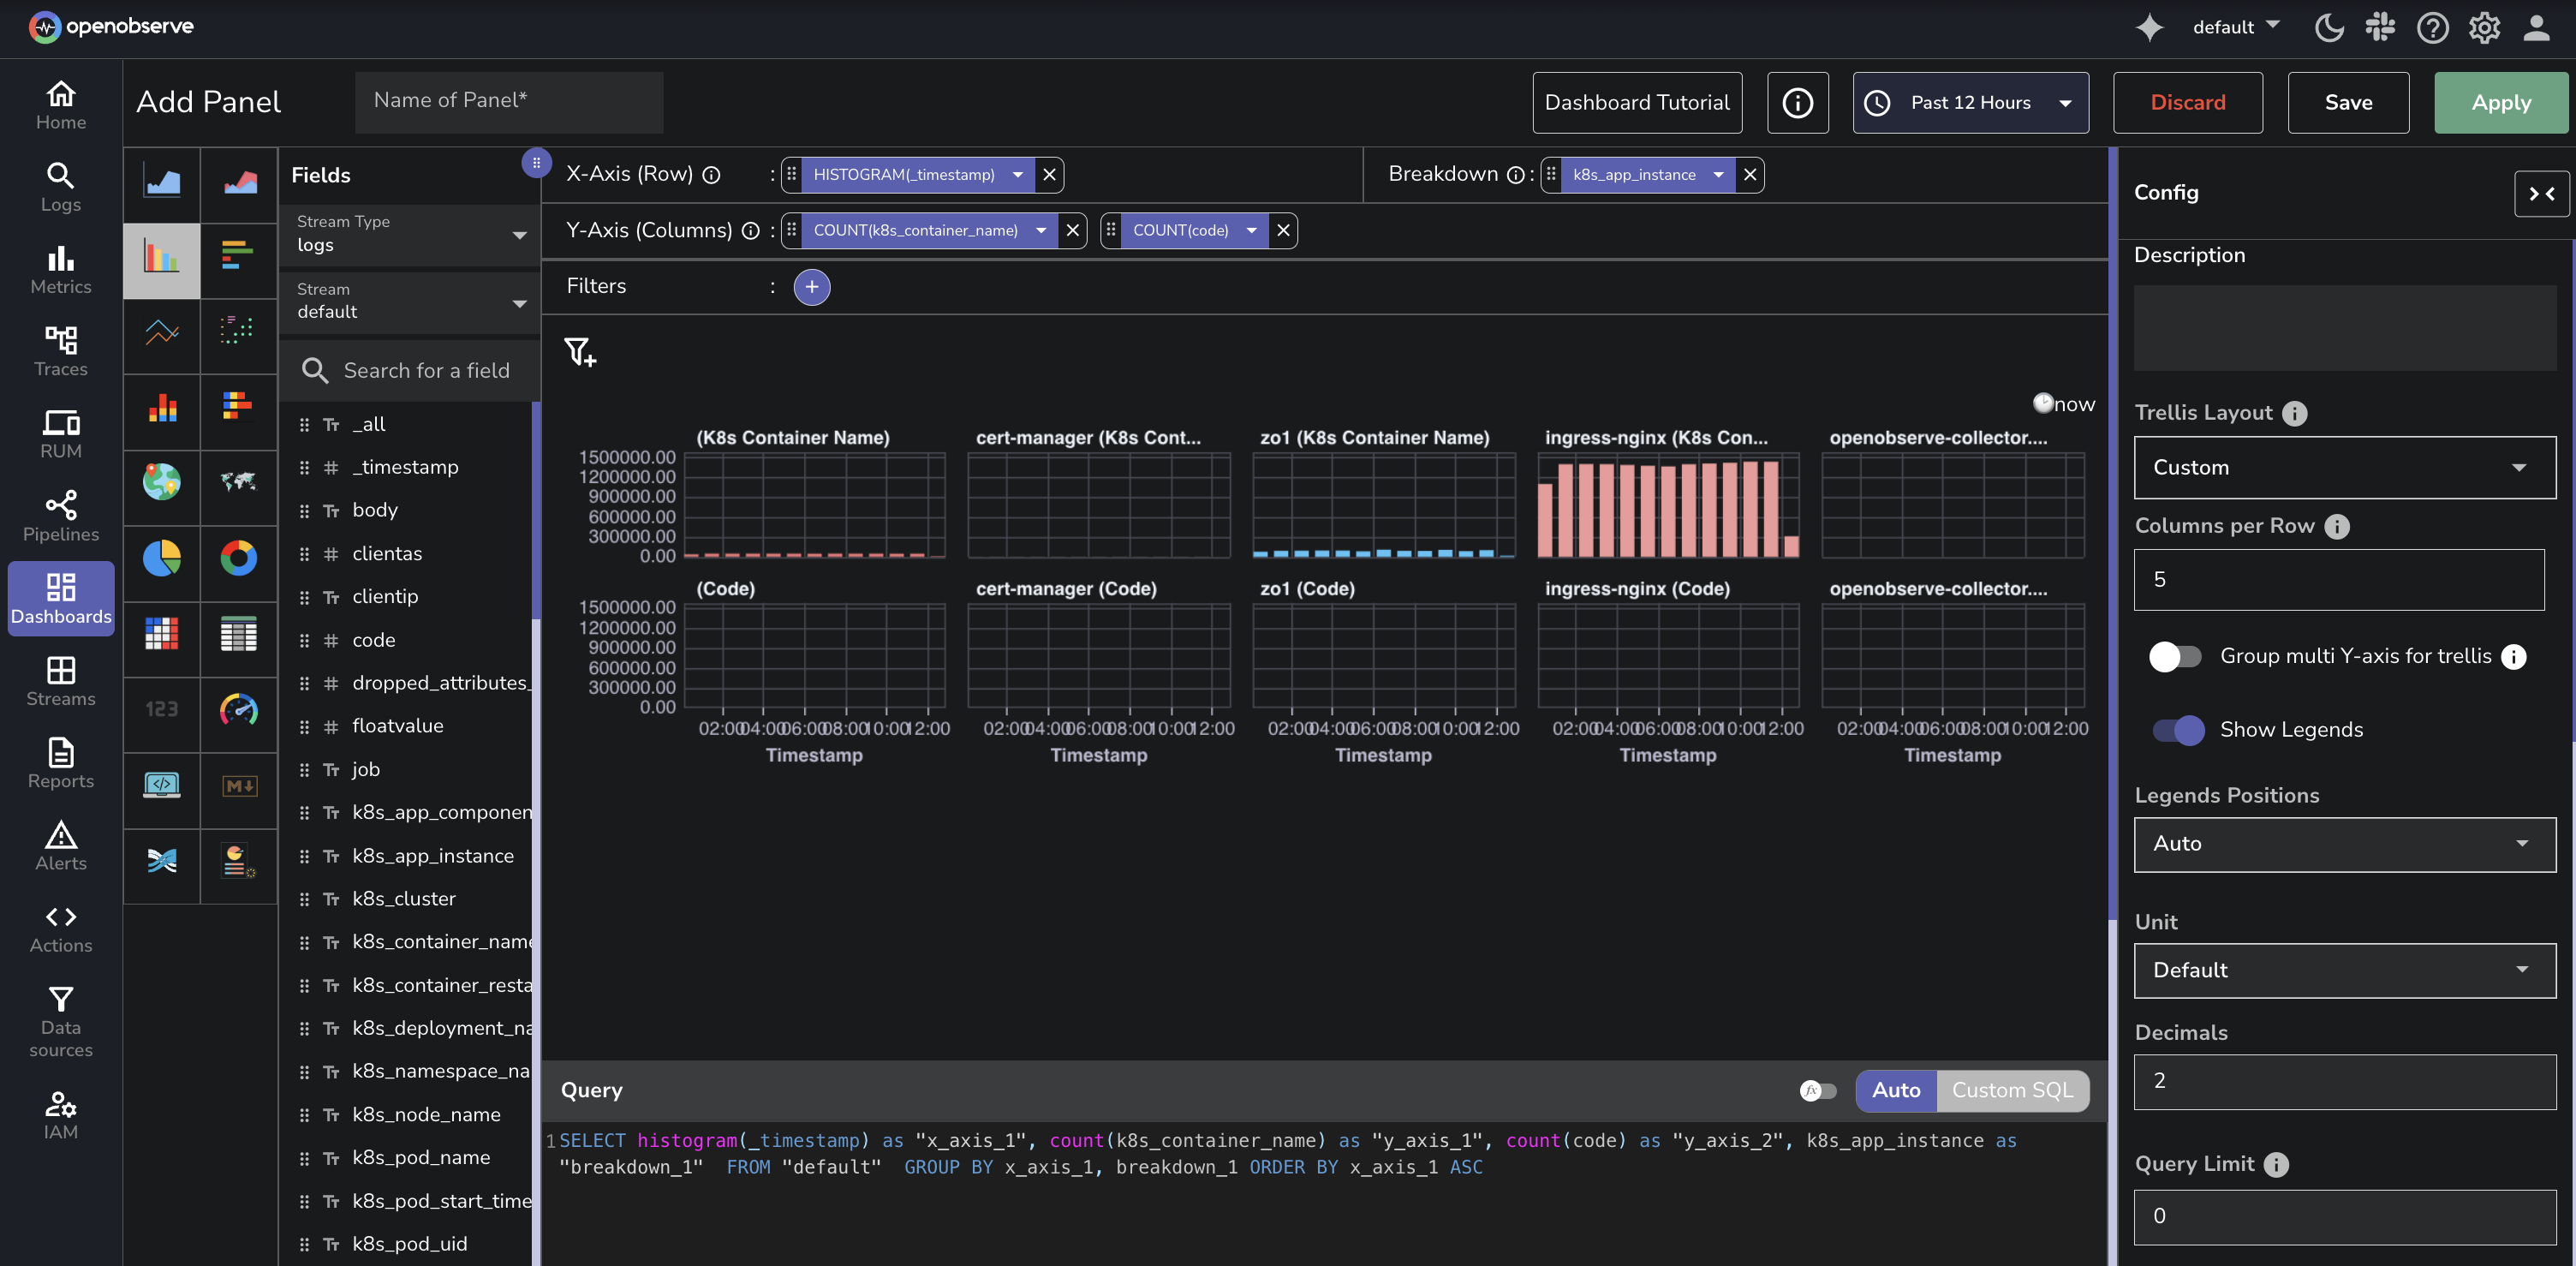 openobserve
default
Add Panel
Name of Panel*
Dashboard Tutorial
Past 12 Hours
Discard
Save
Apply
Home
Logs
Metrics
Traces
RUM
Pipelines
Dashboards
Streams
Reports
Alerts
Actions
Data
sources
IAM
123
Fields
Stream Type
logs
Stream
default
Search for a field
_all
_timestamp
body
clientas
clientip
code
dropped_attributes_
floatvalue
job
k8s_app_componen
k8s_app_instance
k8s_cluster
k8s_container_name
k8s_container_resta
k8s_deployment_na
k8s_namespace_na
k8s_node_name
k8s_pod_name
k8s_pod_start_time
k8s_pod_uid
X-Axis (Row) : HISTOGRAM(_timestamp)
Breakdown : k8s_app_instance
Y-Axis (Columns) : COUNT(k8s_container_name) COUNT(code)
Filters : +
now
(K8s Container Name) cert-manager (K8s Cont... zo1 (K8s Container Name) ingress-nginx (K8s Con... openobserve-collector....
1500000.00
1200000.00
900000.00
600000.00
300000.00
0.00
(Code) cert-manager (Code) zo1 (Code) ingress-nginx (Code) openobserve-collector....
1500000.00
1200000.00
900000.00
600000.00
300000.00
0.00
02:00 04:00 06:00 08:00 10:00 12:00 02:00 04:00 06:00 08:00 10:00 12:00 02:00 04:00 06:00 08:00 10:00 12:00 02:00 04:00 06:00 08:00 10:00 12:00 02:00 04:00 06:00 08:00 10:00 12:00
Timestamp Timestamp Timestamp Timestamp Timestamp
Query
fx
Auto Custom SQL
1 SELECT histogram(_timestamp) as "x_axis_1", count(k8s_container_name) as "y_axis_1", count(code) as "y_axis_2", k8s_app_instance as
"breakdown_1" FROM "default" GROUP BY x_axis_1, breakdown_1 ORDER BY x_axis_1 ASC
Config
Description
Trellis Layout
Custom
Columns per Row
5
Group multi Y-axis for trellis
Show Legends
Legends Positions
Auto
Unit
Default
Decimals
2
Query Limit
0